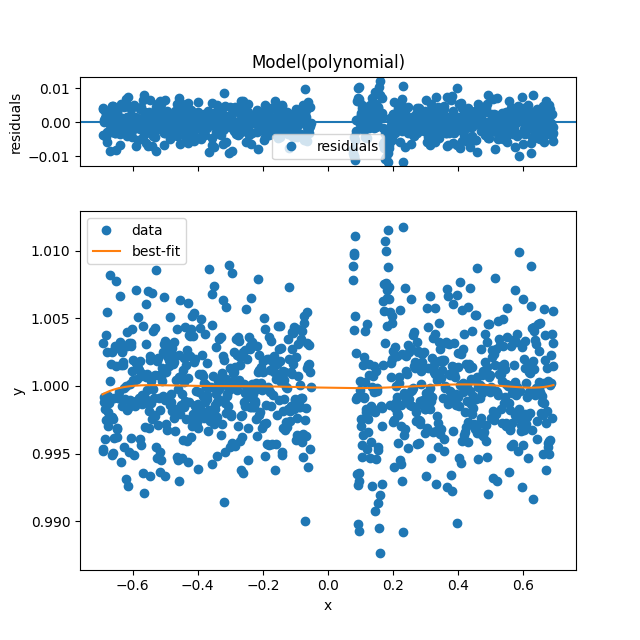 Model(polynomial)
0.01
0.00
−0.01
residuals
residuals
data
best-fit
1.010
1.005
1.000
0.995
0.990
y
−0.6
−0.4
−0.2
0.0
0.2
0.4
0.6
x